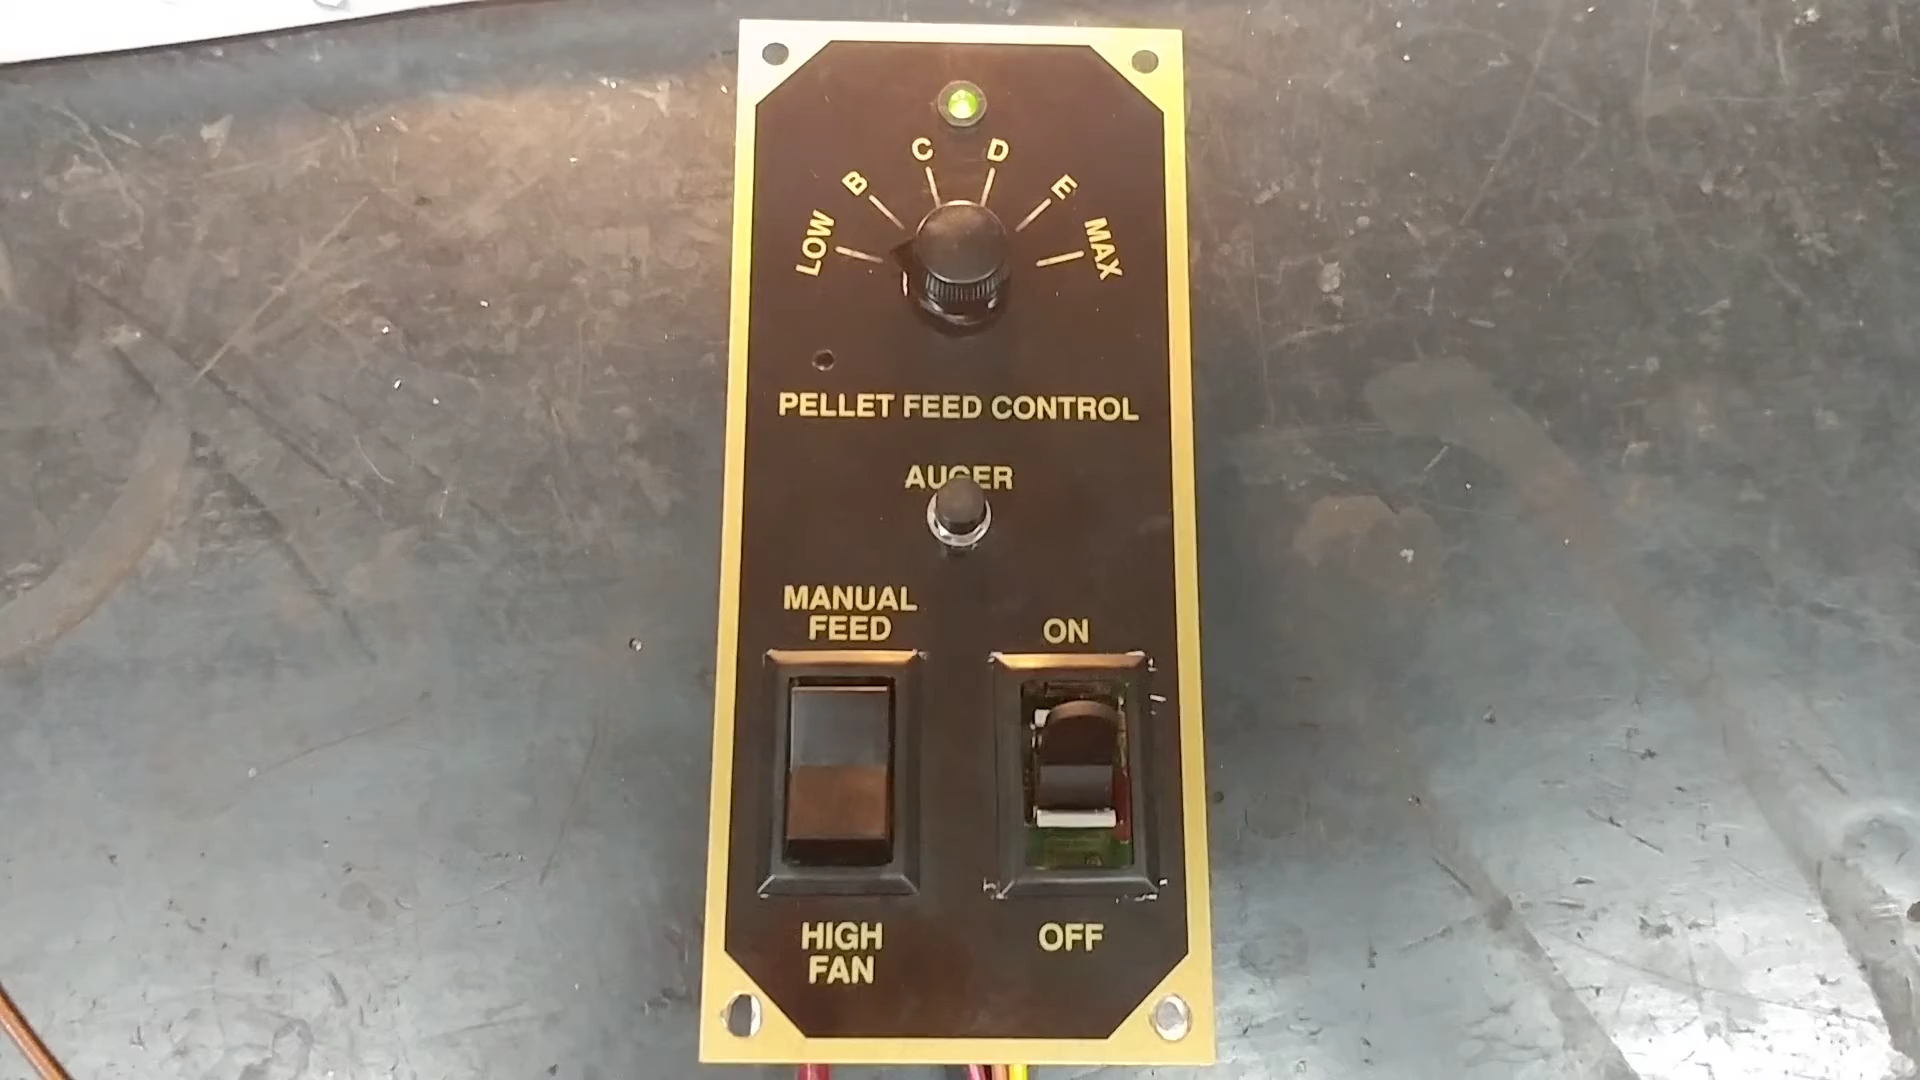 C D
B E
LOW MAX
PELLET FEED CONTROL
AUGER
MANUAL
FEED
ON
HIGH
FAN
OFF